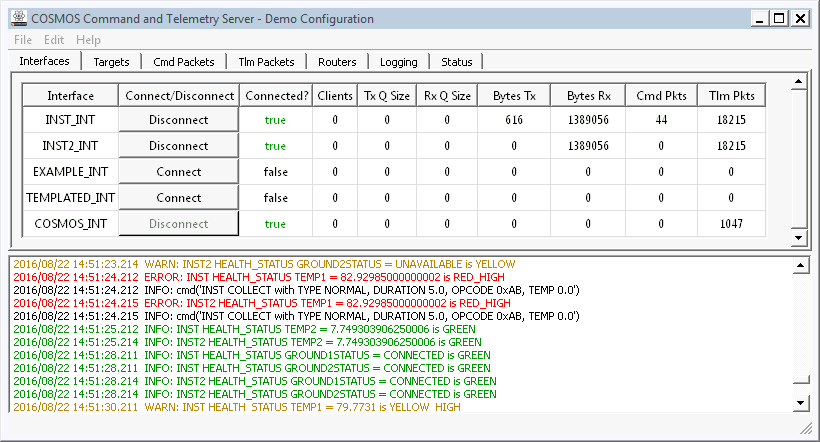 COSMOS Command and Telemetry Server - Demo Configuration
File Edit Help
Interfaces Targets Cmd Packets Tlm Packets Routers Logging Status
Interface Connect/Disconnect Connected? Clients Tx Q Size Rx Q Size Bytes Tx Bytes Rx Cmd Pkts Tlm Pkts
INST_INT Disconnect true 0 0 0 616 1389056 44 18215
INST2_INT Disconnect true 0 0 0 0 1389056 0 18215
EXAMPLE_INT Connect false 0 0 0 0 0 0 0
TEMPLATED_INT Connect false 0 0 0 0 0 0 0
COSMOS_INT Disconnect true 0 0 0 0 0 0 1047
2016/08/22 14:51:23.214 WARN: INST2 HEALTH_STATUS GROUND2STATUS = UNAVAILABLE is YELLOW
2016/08/22 14:51:24.212 ERROR: INST HEALTH_STATUS TEMP1 = 82.92985000000002 is RED_HIGH
2016/08/22 14:51:24.212 INFO: cmd('INST COLLECT with TYPE NORMAL, DURATION 5.0, OPCODE 0xAB, TEMP 0.0')
2016/08/22 14:51:24.215 ERROR: INST2 HEALTH_STATUS TEMP1 = 82.92985000000002 is RED_HIGH
2016/08/22 14:51:24.215 INFO: cmd('INST COLLECT with TYPE NORMAL, DURATION 5.0, OPCODE 0xAB, TEMP 0.0')
2016/08/22 14:51:25.212 INFO: INST HEALTH_STATUS TEMP2 = 7.749303906250006 is GREEN
2016/08/22 14:51:25.214 INFO: INST2 HEALTH_STATUS TEMP2 = 7.749303906250006 is GREEN
2016/08/22 14:51:28.211 INFO: INST HEALTH_STATUS GROUND1STATUS = CONNECTED is GREEN
2016/08/22 14:51:28.211 INFO: INST HEALTH_STATUS GROUND2STATUS = CONNECTED is GREEN
2016/08/22 14:51:28.214 INFO: INST2 HEALTH_STATUS GROUND1STATUS = CONNECTED is GREEN
2016/08/22 14:51:28.214 INFO: INST2 HEALTH_STATUS GROUND2STATUS = CONNECTED is GREEN
2016/08/22 14:51:30.211 WARN: INST HEALTH_STATUS TEMP1 = 79.7731 is YELLOW_HIGH